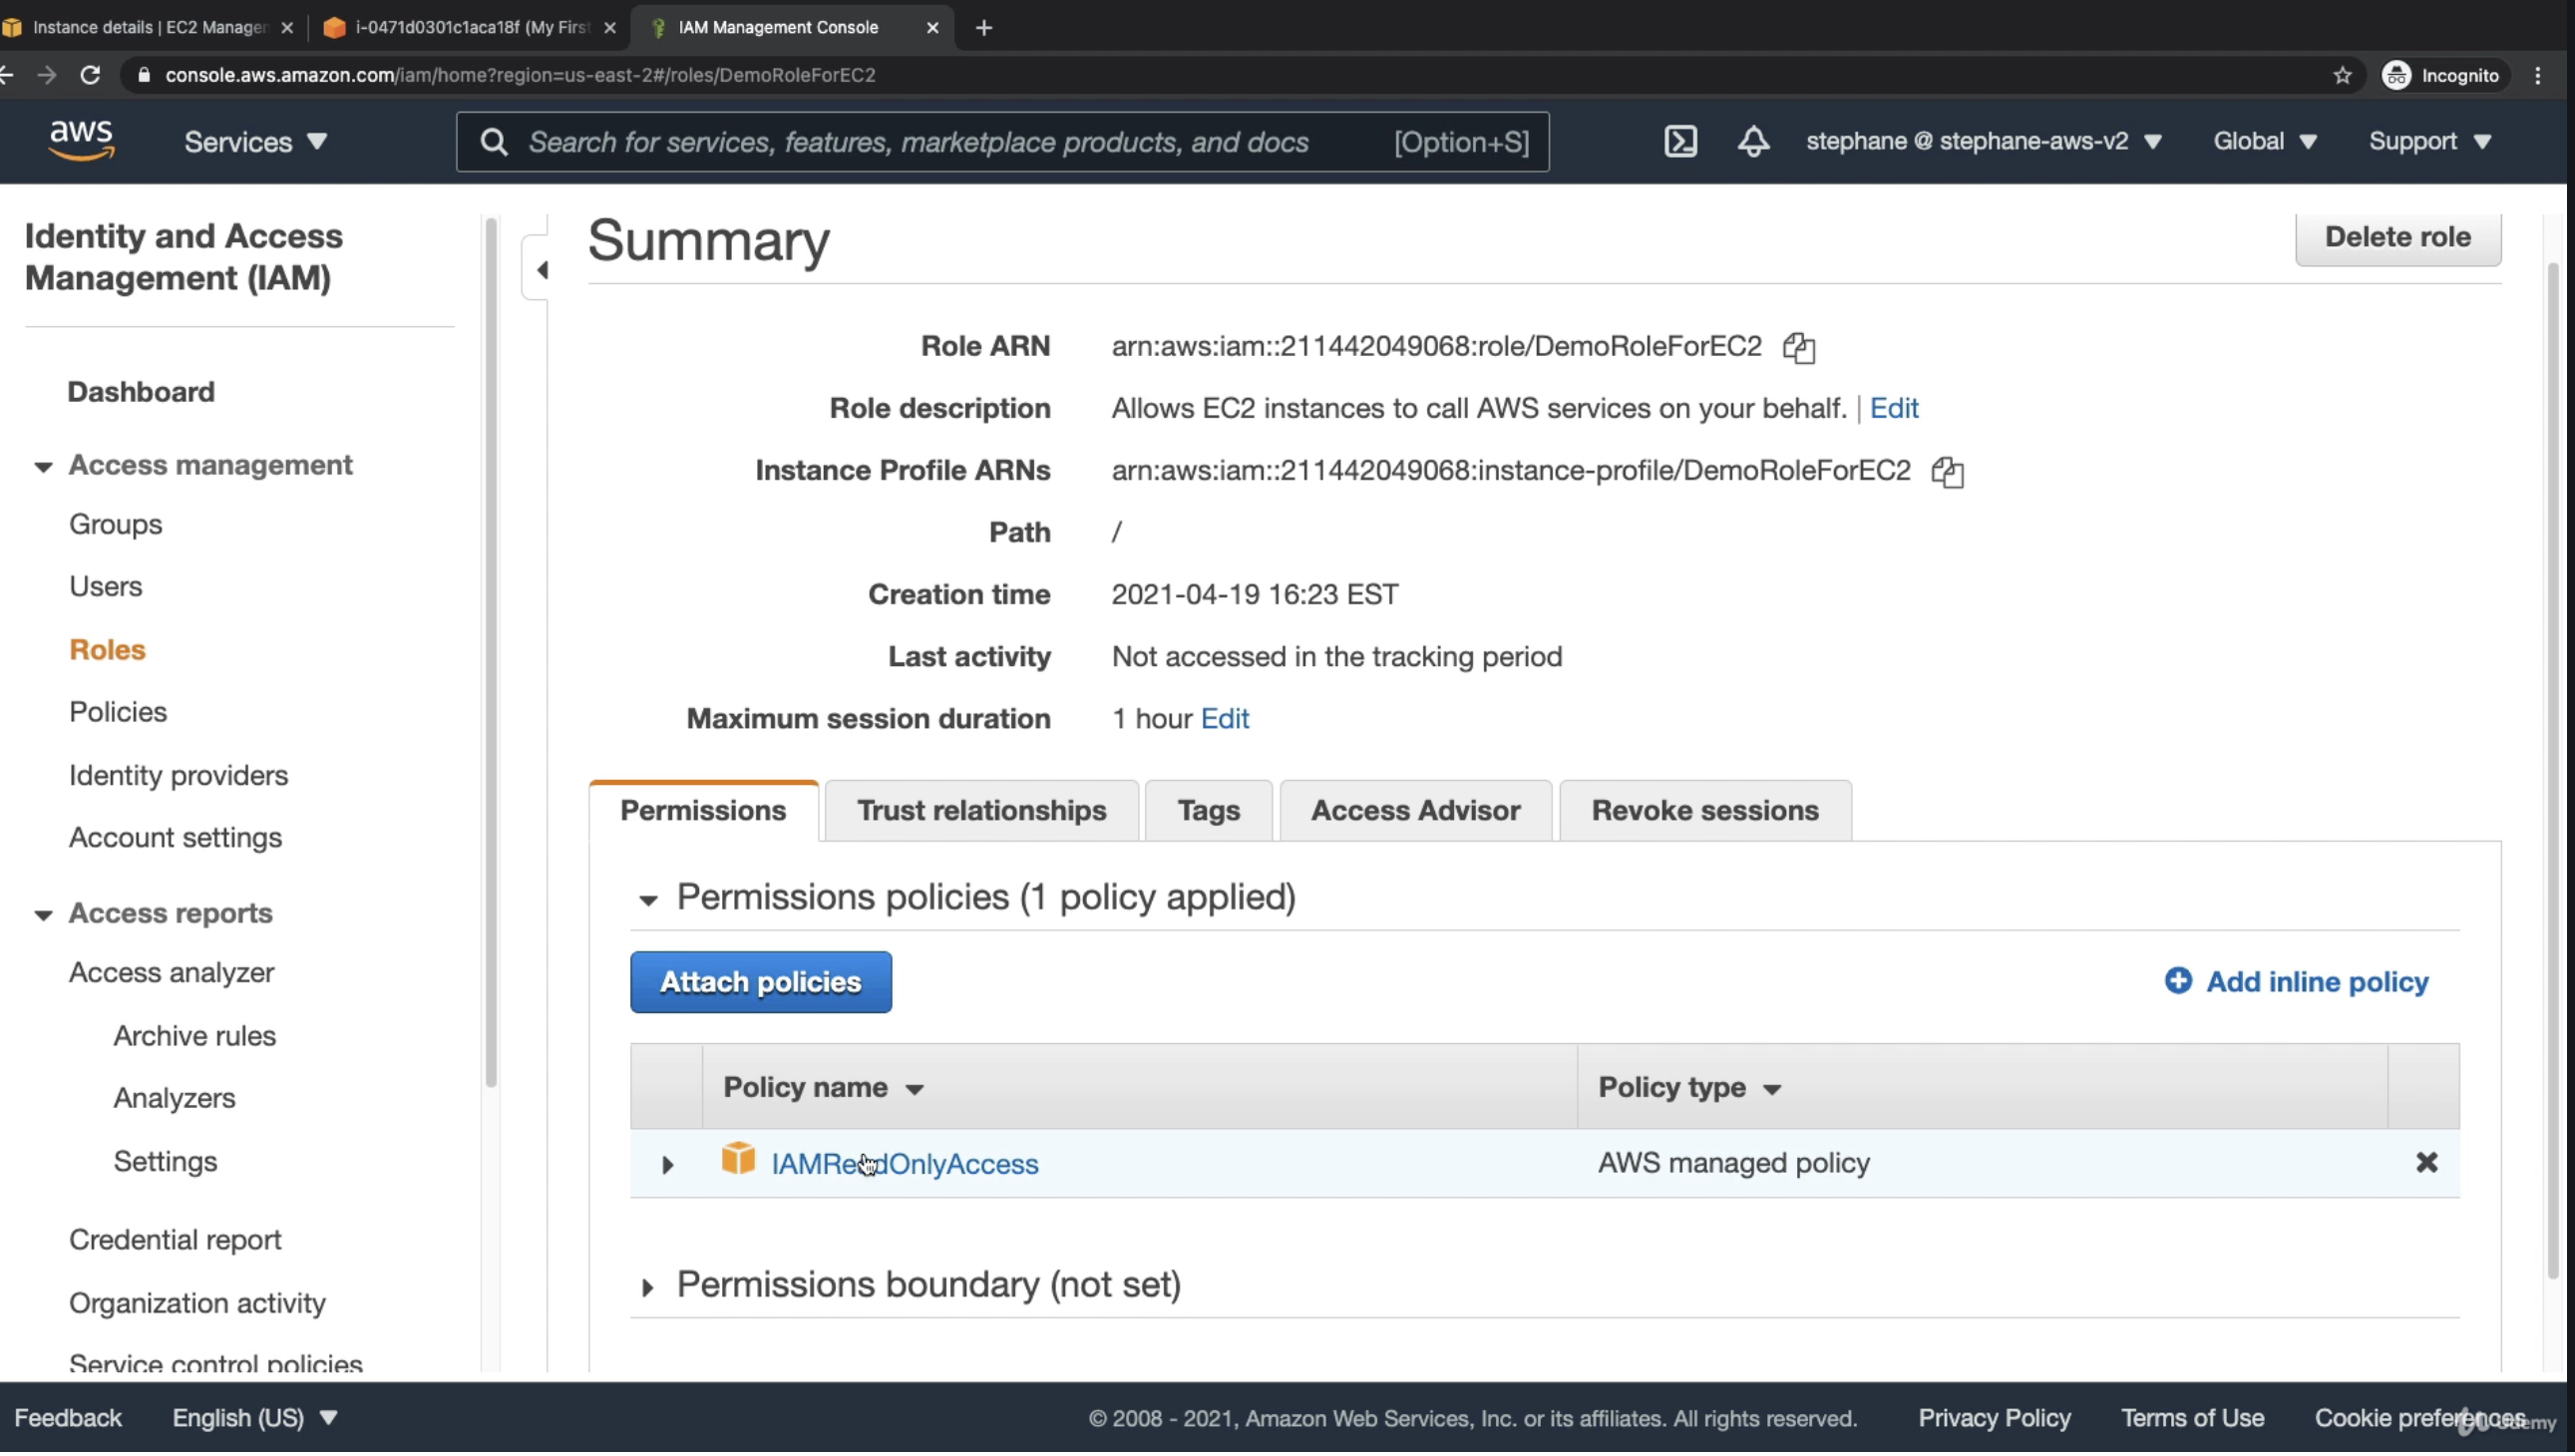 Instance details | EC2 Manager
i-0471d0301c1aca18f (My First
IAM Management Console
console.aws.amazon.com/iam/home?region=us-east-2#/roles/DemoRoleForEC2
Incognito
aws
Services
Search for services, features, marketplace products, and docs
[Option+S]
stephane @ stephane-aws-v2
Global
Support
Identity and Access
Management (IAM)
Dashboard
Access management
Groups
Users
Roles
Policies
Identity providers
Account settings
Access reports
Access analyzer
Archive rules
Analyzers
Settings
Credential report
Organization activity
Service control policies
Summary
Delete role
Role ARN
arn:aws:iam::211442049068:role/DemoRoleForEC2
Role description
Allows EC2 instances to call AWS services on your behalf. | Edit
Instance Profile ARNs
arn:aws:iam::211442049068:instance-profile/DemoRoleForEC2
Path
/
Creation time
2021-04-19 16:23 EST
Last activity
Not accessed in the tracking period
Maximum session duration
1 hour Edit
Permissions
Trust relationships
Tags
Access Advisor
Revoke sessions
Permissions policies (1 policy applied)
Attach policies
Add inline policy
Policy name
Policy type
IAMReadOnlyAccess
AWS managed policy
Permissions boundary (not set)
Feedback
English (US)
© 2008 - 2021, Amazon Web Services, Inc. or its affiliates. All rights reserved.
Privacy Policy
Terms of Use
Cookie preferences
Udemy